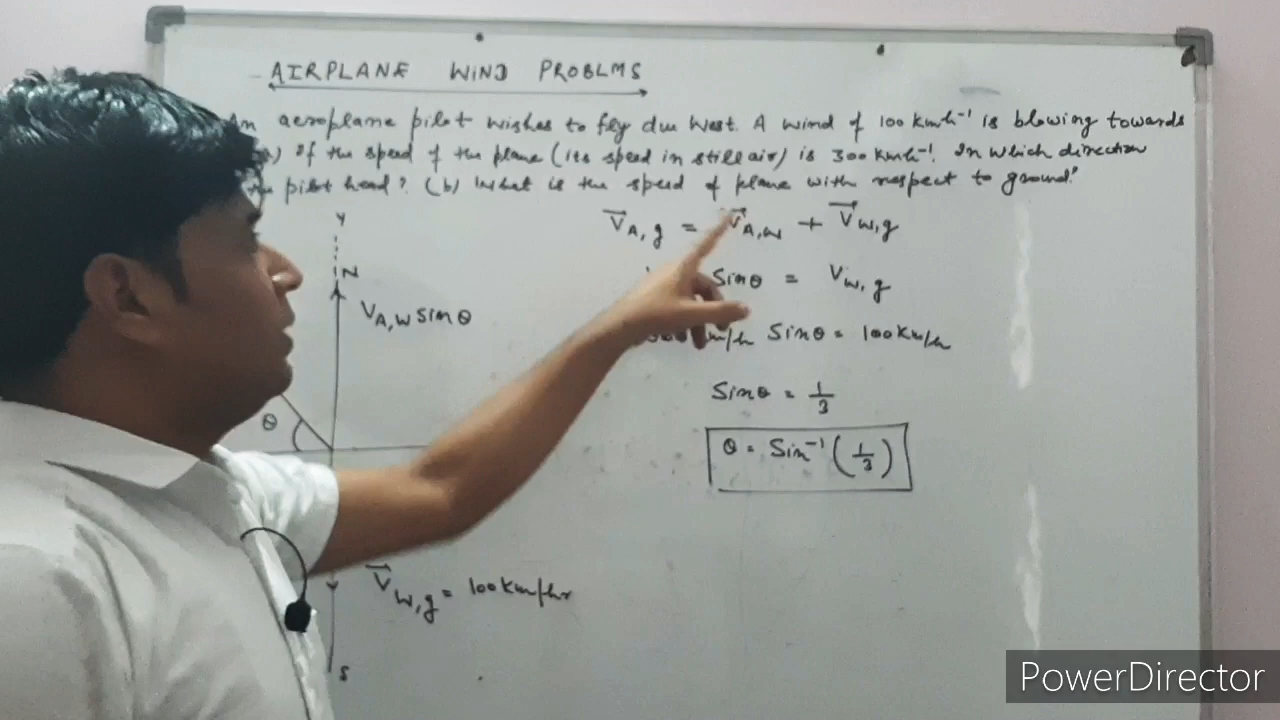 AIRPLANE WIND PROBLMS
An aeroplane pilot wishes to fly due West. A wind of 100 Kmh⁻¹ is blowing towards
) If the speed of the plane (its speed in still air) is 300 Kmh⁻¹. In which direction
pilot head? (b) What is the speed of plane with respect to ground?
V⃗A,g = V⃗A,W + V⃗W,g
Sinθ = VW,g
Km/h Sinθ = 100Km/h
Sinθ = 1/3
θ = Sin⁻¹(1/3)
Y
N
VA,W Sinθ
θ
V⃗W,g = 100Km/hr
S
PowerDirector